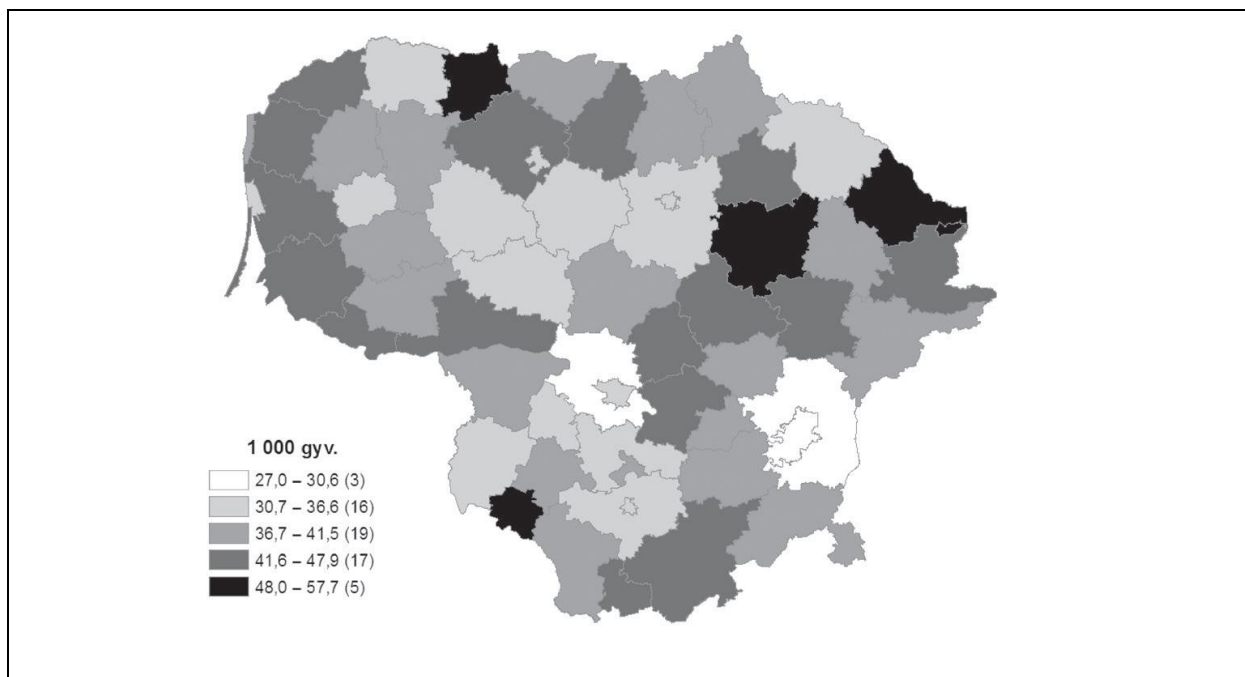 1 000 gyv.
27,0 – 30,6 (3)
30,7 – 36,6 (16)
36,7 – 41,5 (19)
41,6 – 47,9 (17)
48,0 – 57,7 (5)